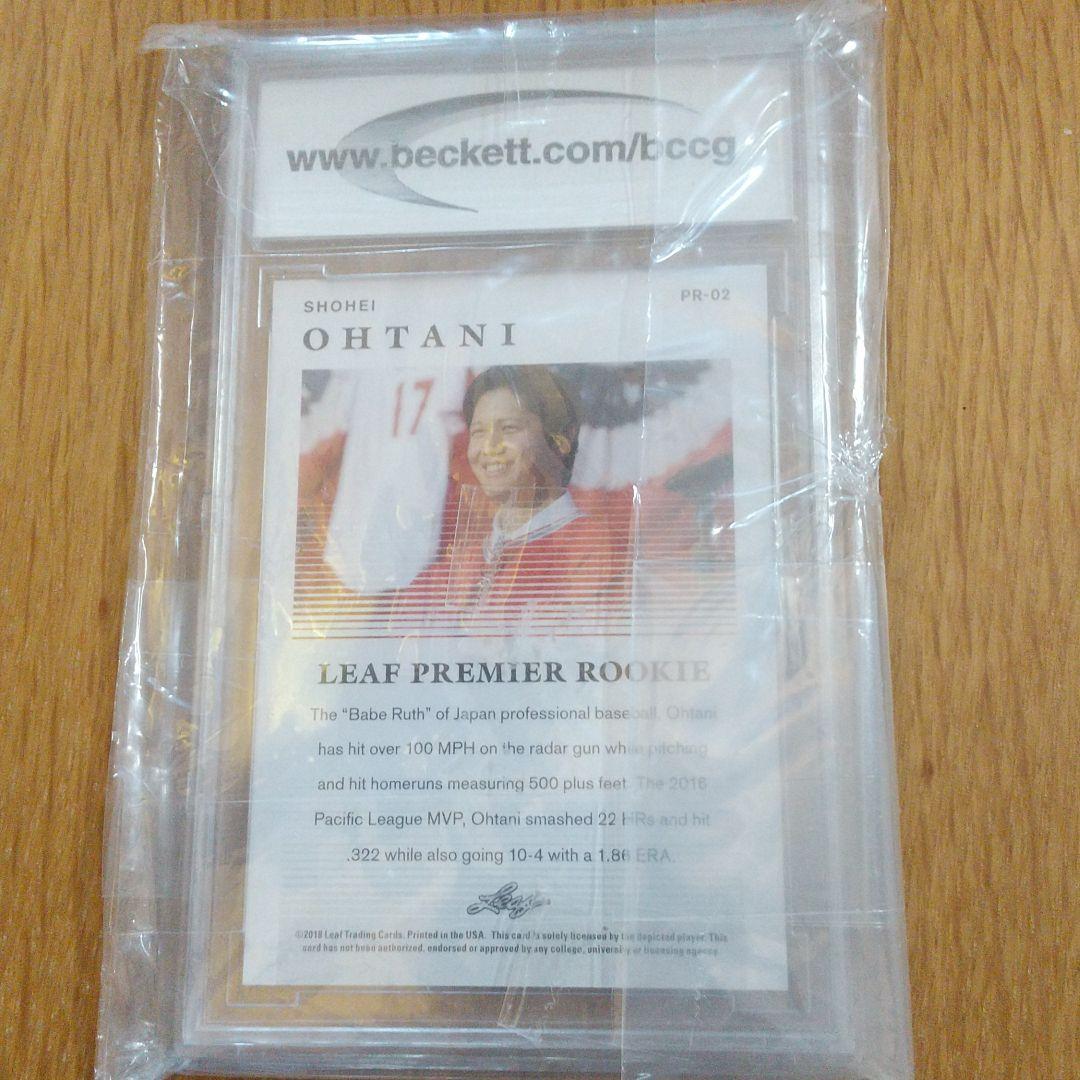 www.beckett.com/bccg
SHOHEI
PR-02
OHTANI
17
LEAF PREMIER ROOKIE
The “Babe Ruth” of Japan professional baseball, Ohtani
has hit over 100 MPH on the radar gun while pitching
and hit homeruns measuring 500 plus feet. The 2016
Pacific League MVP, Ohtani smashed 22 HRs and hit
.322 while also going 10-4 with a 1.86 ERA.
Leaf
©2018 Leaf Trading Cards. Printed in the USA. This card is solely licensed by the depicted player. This
card has not been authorized, endorsed or approved by any college, university or licensing agency.